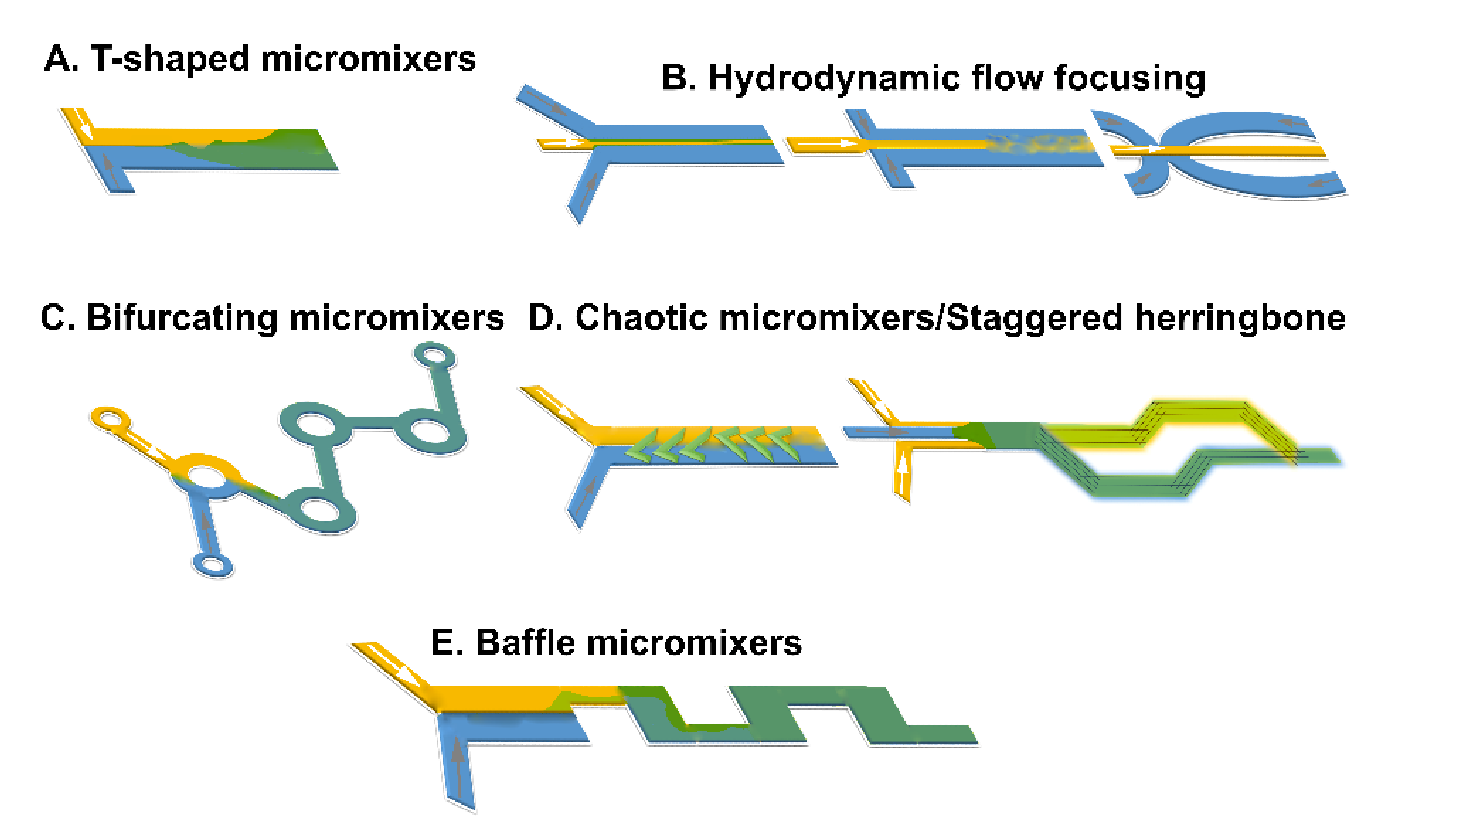 A. T-shaped micromixers
B. Hydrodynamic flow focusing
C. Bifurcating micromixers
D. Chaotic micromixers/Staggered herringbone
E. Baffle micromixers